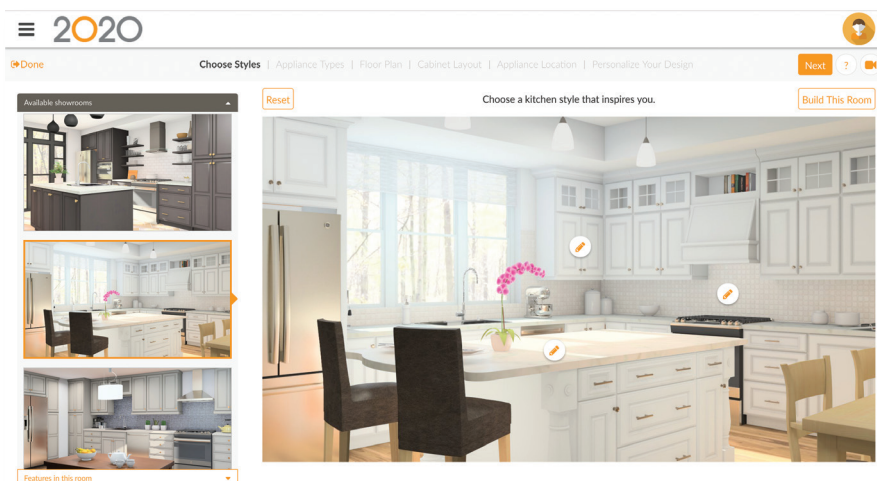 2020
Done
Choose Styles | Appliance Types | Floor Plan | Cabinet Layout | Appliance Location | Personalize Your Design
Next
?
Available showrooms
Reset
Choose a kitchen style that inspires you.
Build This Room
Features in this room